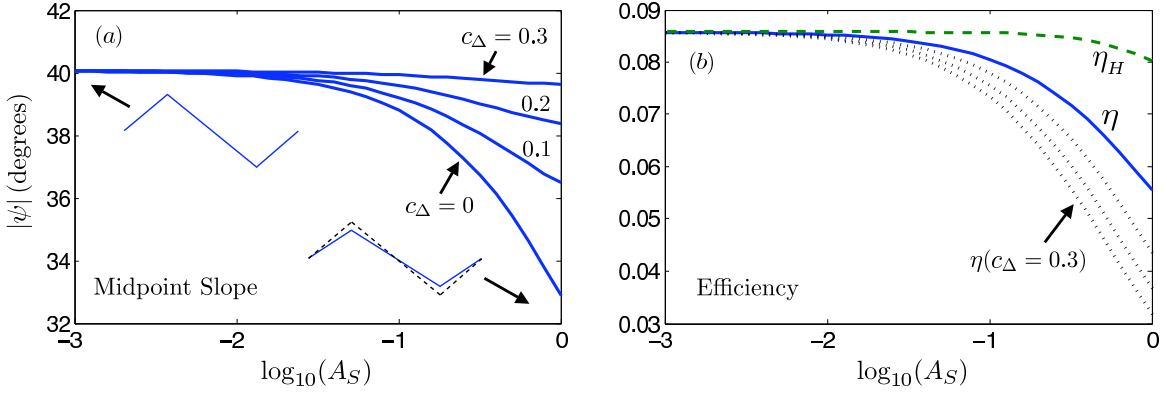 42
40
38
36
34
32
|ψ| (degrees)
(a)
c_Δ = 0.3
0.2
0.1
c_Δ = 0
Midpoint Slope
−3
−2
−1
0
log₁₀(A_S)
0.09
0.08
0.07
0.06
0.05
0.04
0.03
(b)
η_H
η
η(c_Δ = 0.3)
Efficiency
−3
−2
−1
0
log₁₀(A_S)